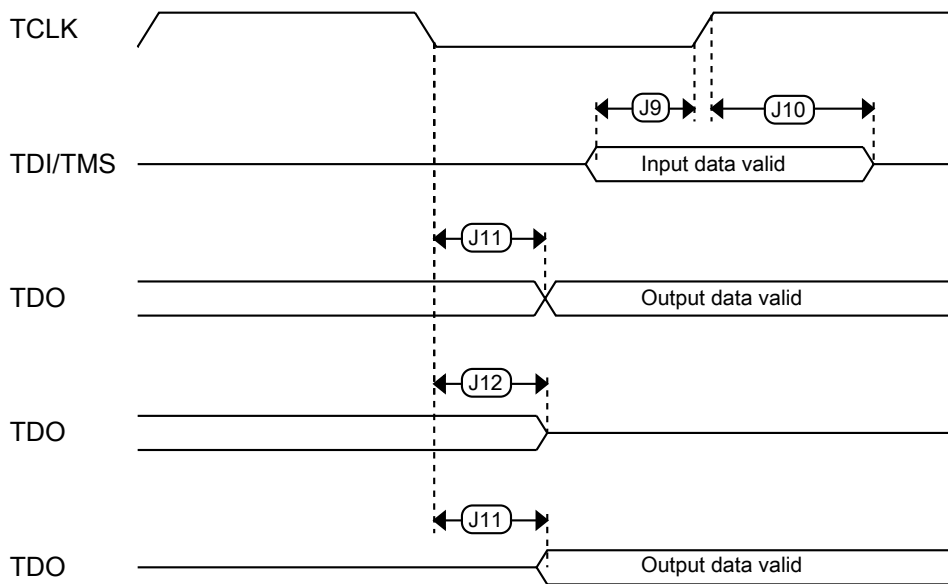 TCLK
J9
J10
TDI/TMS
Input data valid
J11
TDO
Output data valid
J12
TDO
J11
TDO
Output data valid